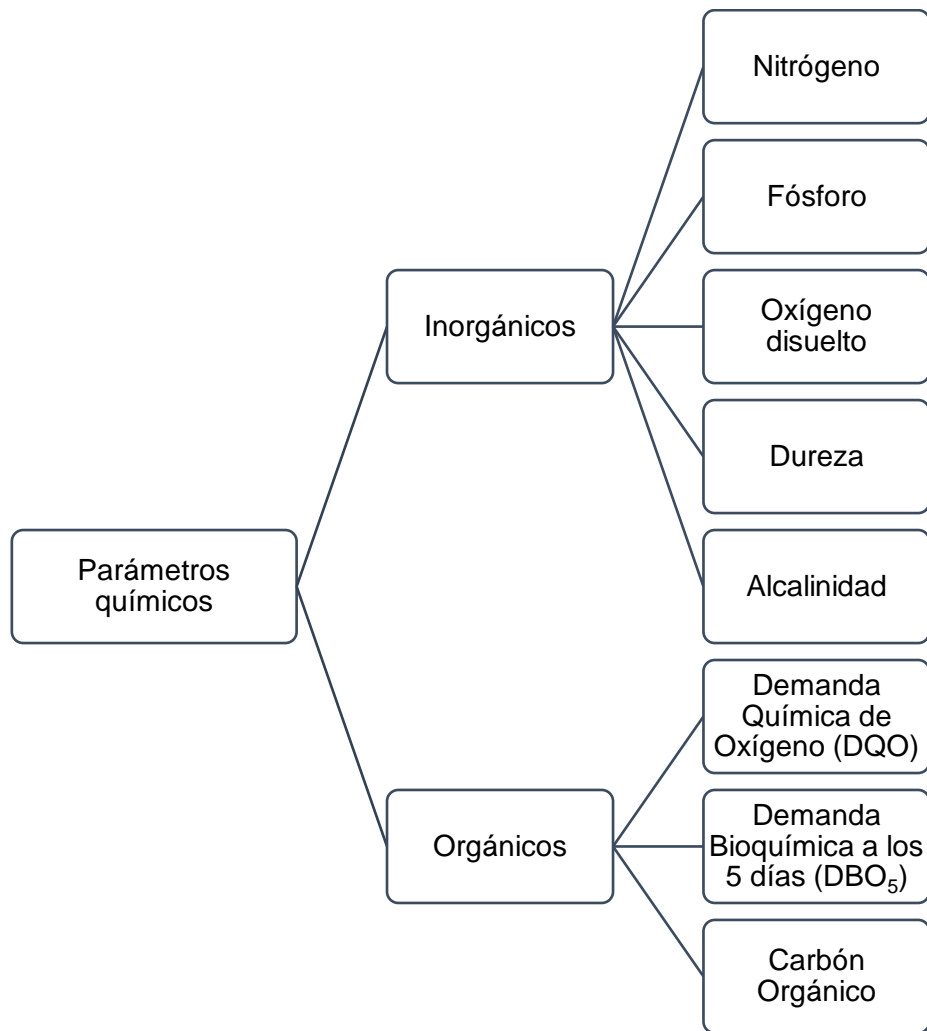 Nitrógeno
Fósforo
Oxígeno
disuelto
Inorgánicos
Dureza
Alcalinidad
Parámetros
químicos
Demanda
Química de
Oxígeno (DQO)
Demanda
Bioquímica a los
5 días (DBO₅)
Orgánicos
Carbón
Orgánico